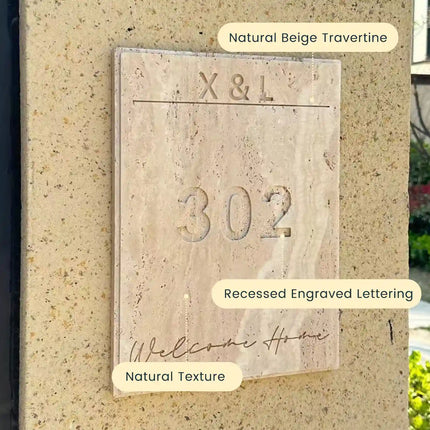 Natural Beige Travertine
X & L
302
Recessed Engraved Lettering
Welcome Home
Natural Texture